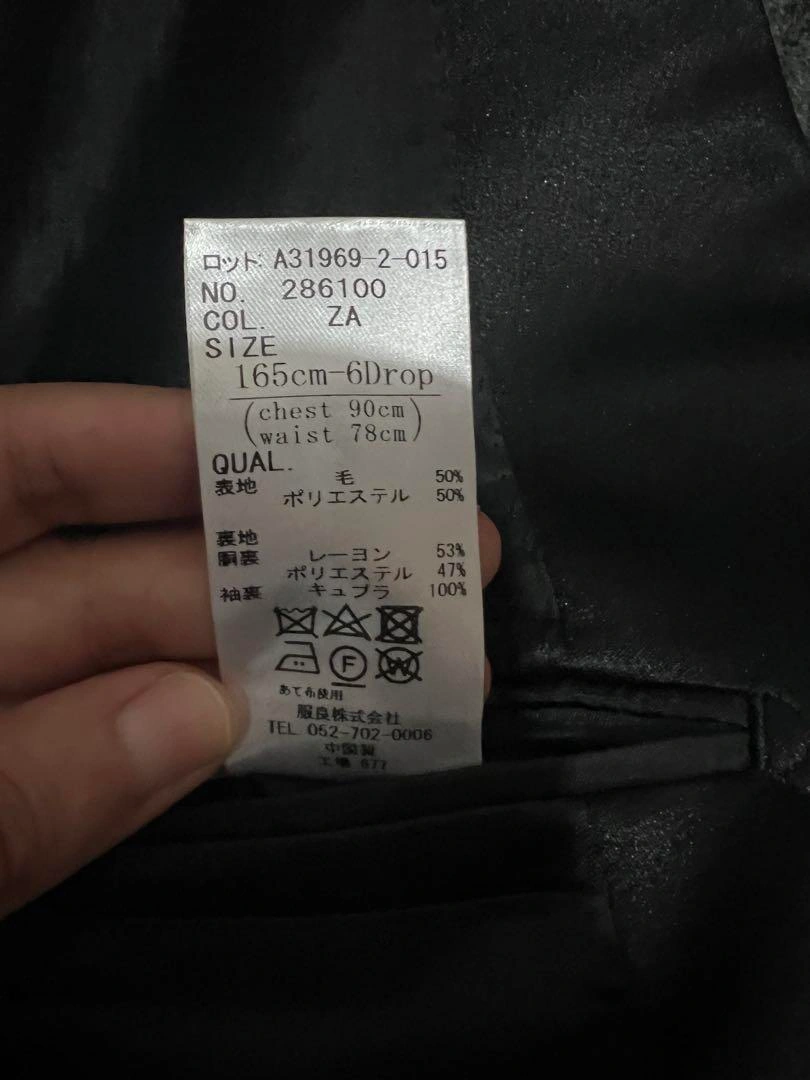 ロット: A31969-2-015
NO. 286100
COL. ZA
SIZE
165cm-6Drop
(chest 90cm
waist 78cm)
QUAL.
表地 毛 50%
ポリエステル 50%
裏地
胴裏 レーヨン 53%
ポリエステル 47%
袖裏 キュプラ 100%
F
W
あて布使用
服良株式会社
TEL 052-702-0006
中国製
工場 677